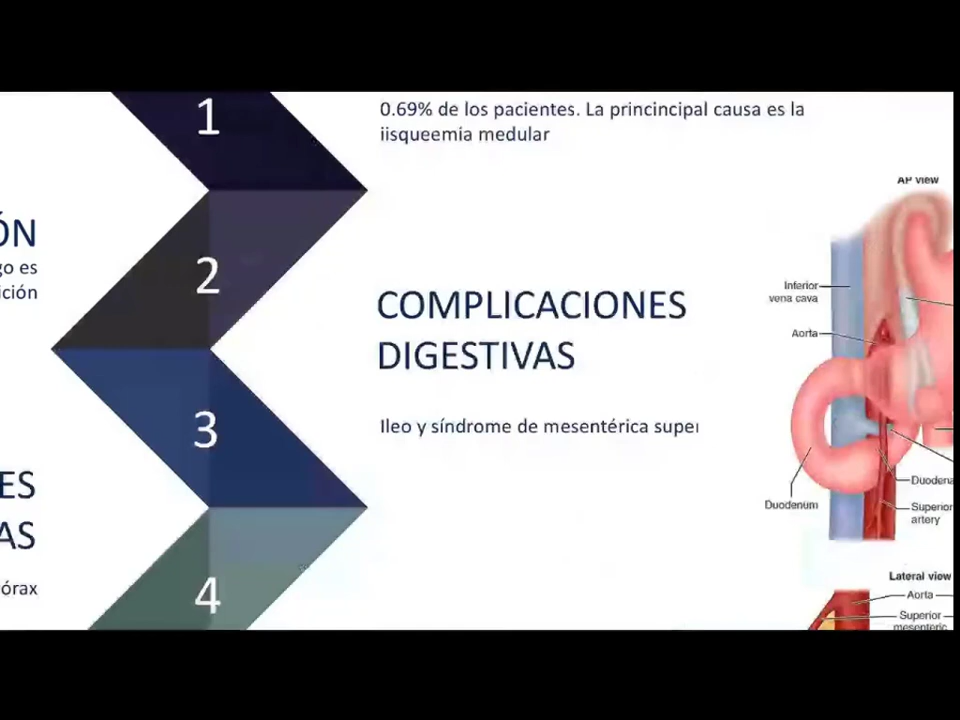 1
0.69% de los pacientes. La princincipal causa es la
iisqueemia medular
2
ÓN
go es
ición
COMPLICACIONES
DIGESTIVAS
3
Ileo y síndrome de mesentérica super
ES
AS
órax
4
AP view
Inferior
vena cava
Aorta
Duodenum
Duodena
Superior
artery
Lateral view
Aorta
Superior
mesenteric